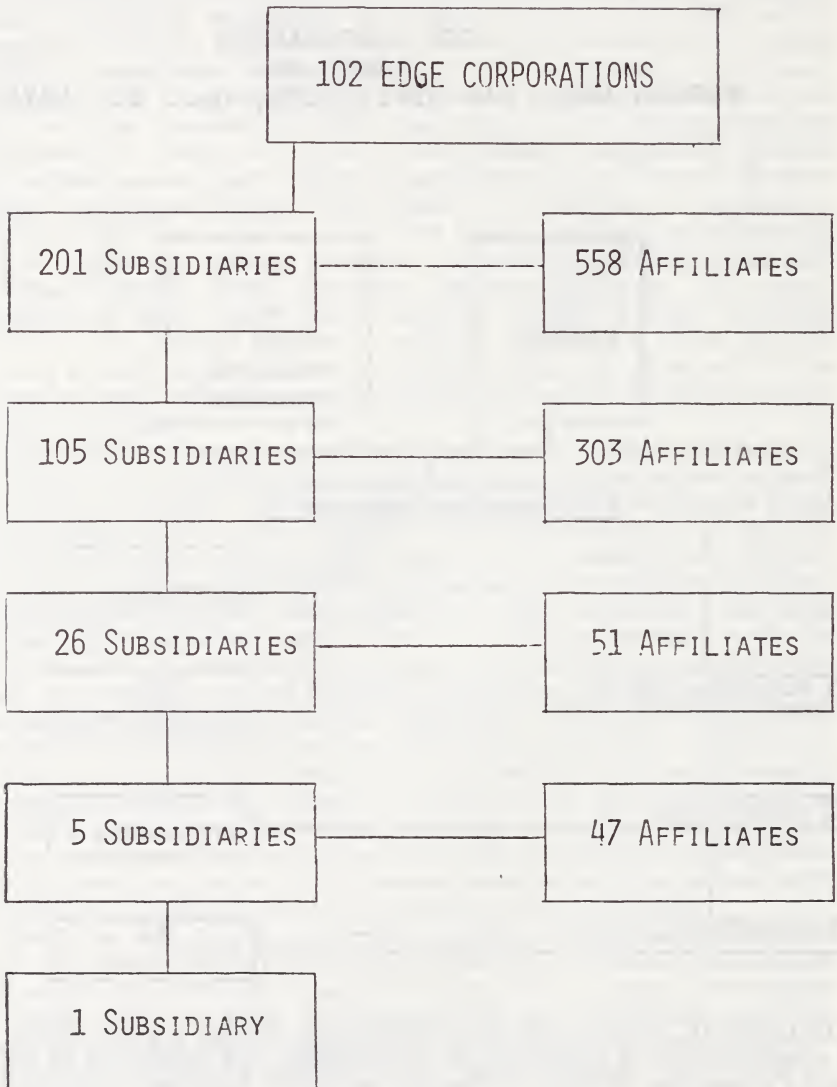 102 EDGE CORPORATIONS
201 SUBSIDIARIES
558 AFFILIATES
105 SUBSIDIARIES
303 AFFILIATES
26 SUBSIDIARIES
51 AFFILIATES
5 SUBSIDIARIES
47 AFFILIATES
1 SUBSIDIARY